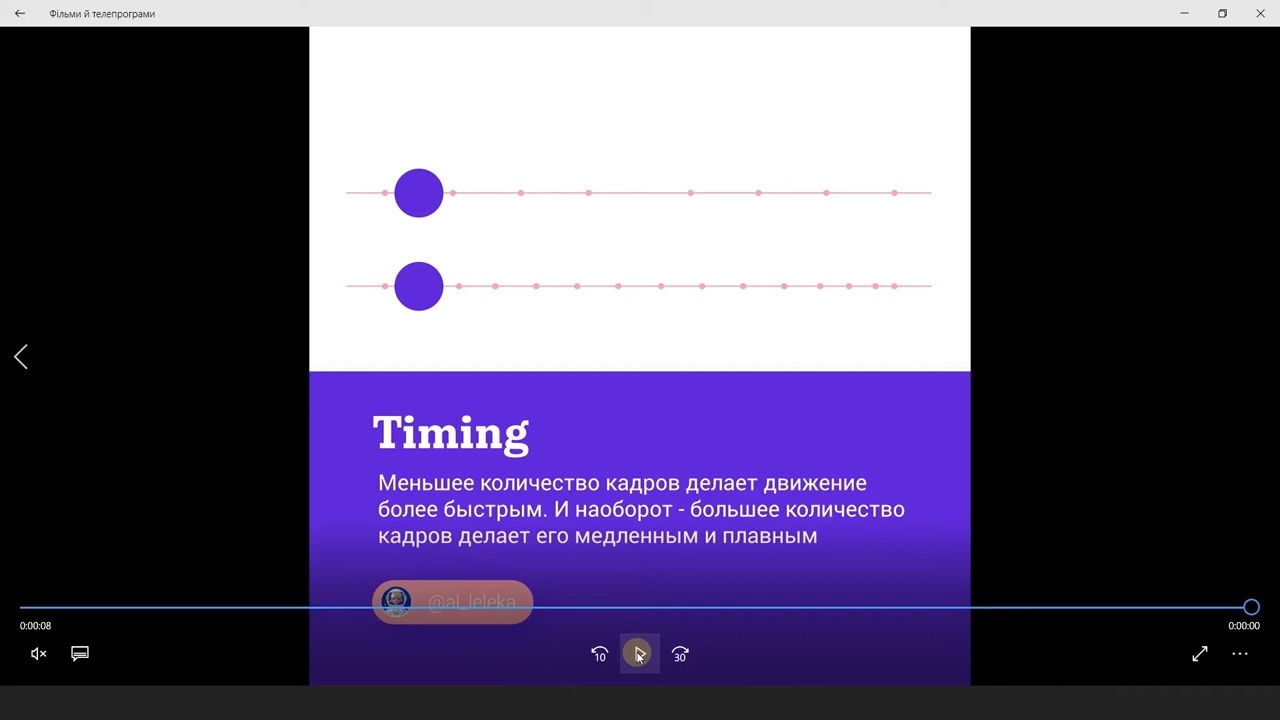 Фільми й телепрограми
Timing
Меньшее количество кадров делает движение
более быстрым. И наоборот - большее количество
кадров делает его медленным и плавным
@al_leleka
0:00:08
0:00:00
10
30